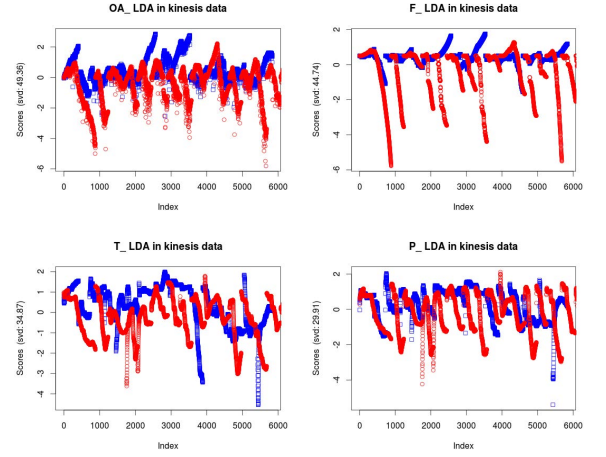 OA_ LDA in kinesis data
Scores (svd: 49.36)
2
0
-2
-4
-6
0 1000 2000 3000 4000 5000 6000
Index
F_ LDA in kinesis data
Scores (svd: 44.74)
2
0
-2
-4
-6
0 1000 2000 3000 4000 5000 6000
Index
T_ LDA in kinesis data
Scores (svd:34.87)
2
1
0
-1
-2
-3
-4
0 1000 2000 3000 4000 5000 6000
Index
P_ LDA in kinesis data
Scores (svd:29.91)
2
0
-2
-4
0 1000 2000 3000 4000 5000 6000
Index